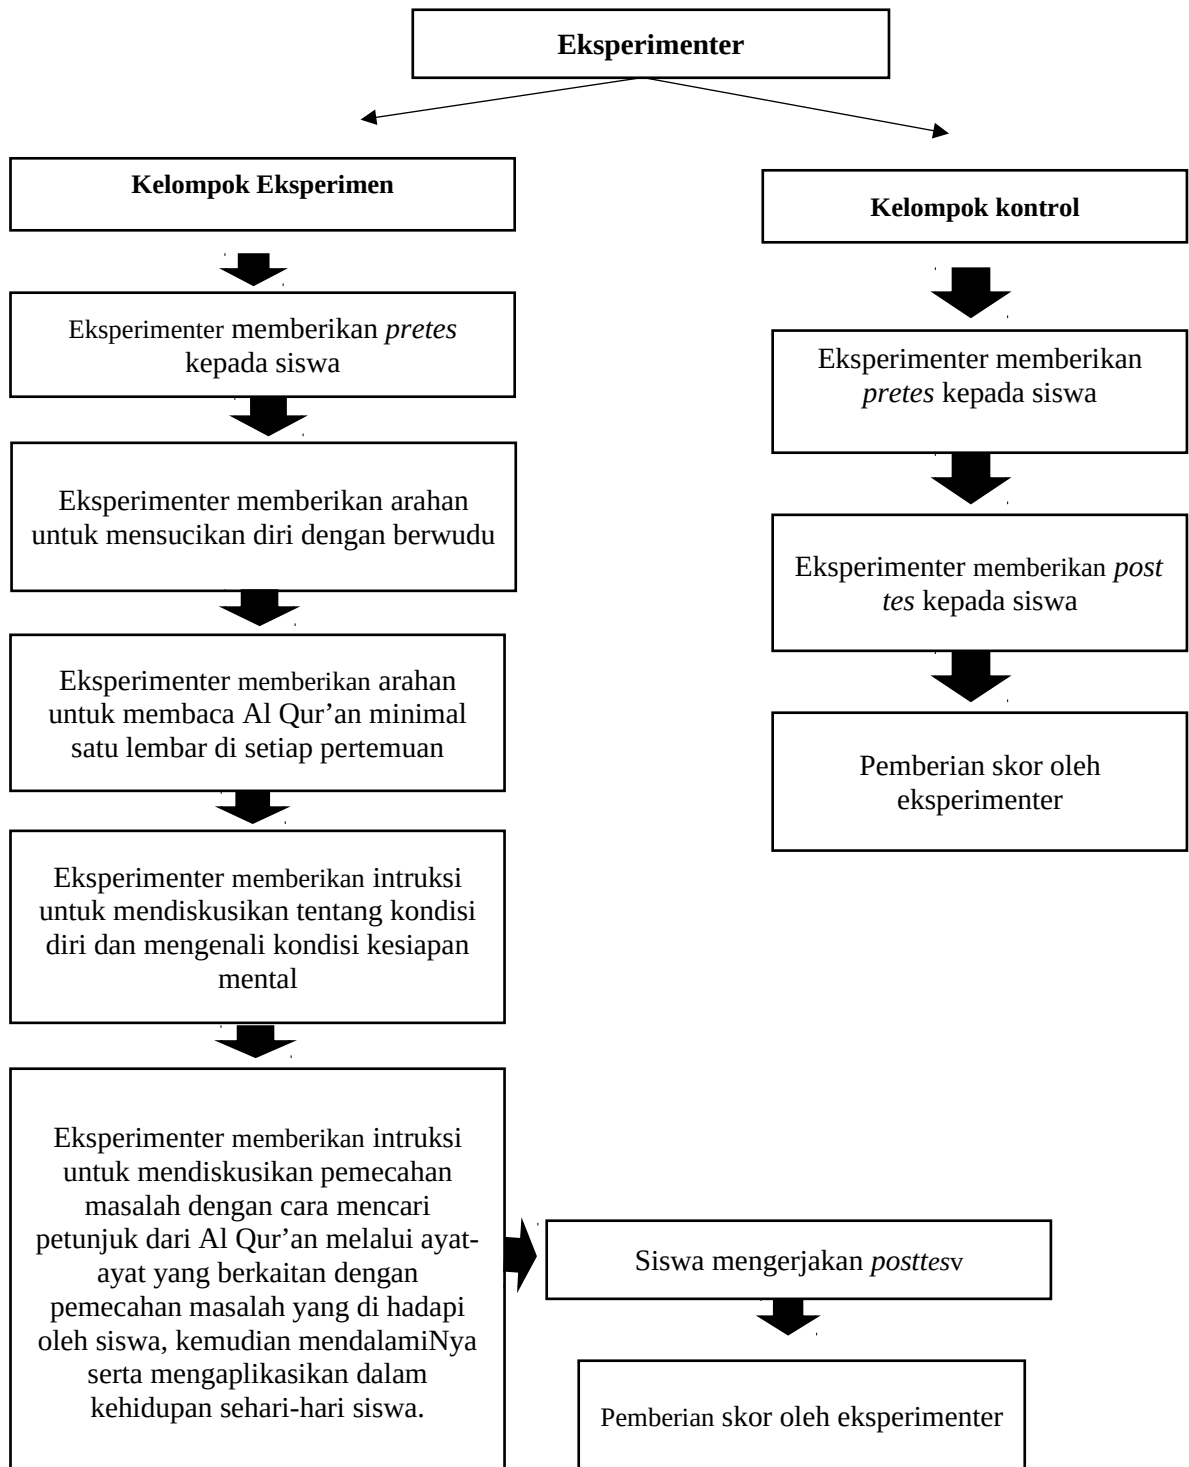 Eksperimenter
Kelompok Eksperimen
Eksperimenter memberikan pretes
kepada siswa
Eksperimenter memberikan arahan
untuk mensucikan diri dengan berwudu
Eksperimenter memberikan arahan
untuk membaca Al Qur’an minimal
satu lembar di setiap pertemuan
Eksperimenter memberikan intruksi
untuk mendiskusikan tentang kondisi
diri dan mengenali kondisi kesiapan
mental
Eksperimenter memberikan intruksi
untuk mendiskusikan pemecahan
masalah dengan cara mencari
petunjuk dari Al Qur’an melalui ayat-
ayat yang berkaitan dengan
pemecahan masalah yang di hadapi
oleh siswa, kemudian mendalamiNya
serta mengaplikasikan dalam
kehidupan sehari-hari siswa.
Siswa mengerjakan posttesv
Pemberian skor oleh eksperimenter
Kelompok kontrol
Eksperimenter memberikan
pretes kepada siswa
Eksperimenter memberikan post
tes kepada siswa
Pemberian skor oleh
eksperimenter